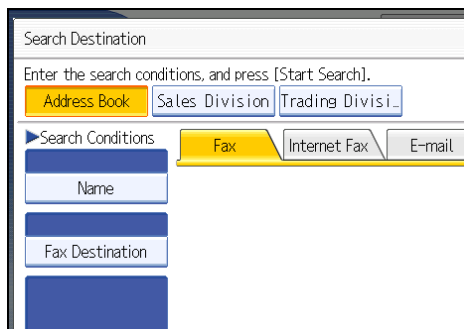 Search Destination
Enter the search conditions, and press [Start Search].
Address Book Sales Division Trading Divisi..
▶Search Conditions
Fax Internet Fax E-mail
Name
Fax Destination